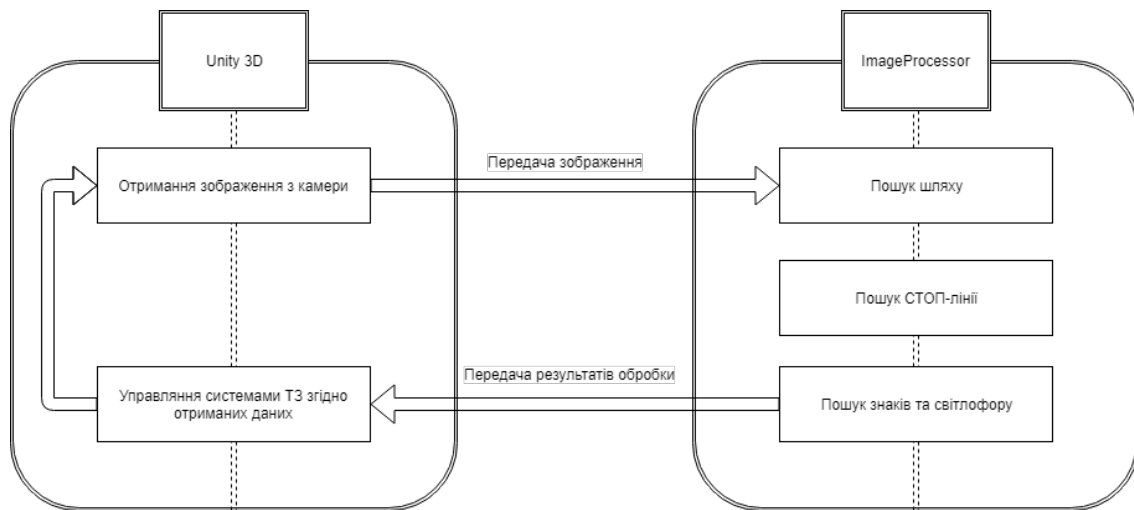 Unity 3D
ImageProcessor
Передача зображення
Отримання зображення з камери
Пошук шляху
Пошук СТОП-лінії
Передача результатів обробки
Управляння системами ТЗ згідно
отриманих даних
Пошук знаків та світлофору